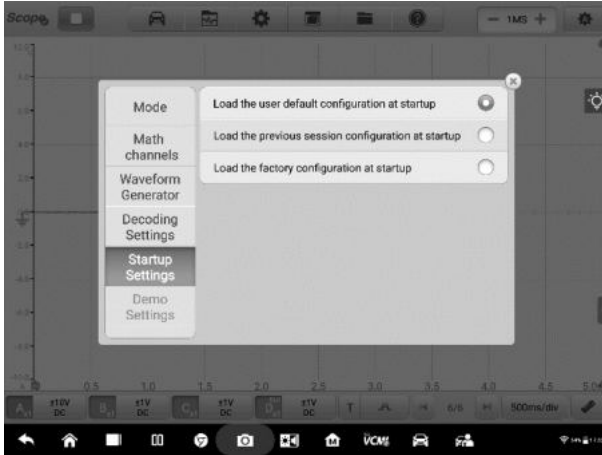 Scope
1MS
Mode
Load the user default configuration at startup
Math
channels
Load the previous session configuration at startup
Load the factory configuration at startup
Waveform
Generator
Decoding
Settings
Startup
Settings
Demo
Settings
0.5 1.0 1.5 2.0 2.5 3.0 3.5 4.0 4.5
±10V
DC
±1V
DC
±1V
DC
±1V
DC
T
6/6
500ms/div
VCMI